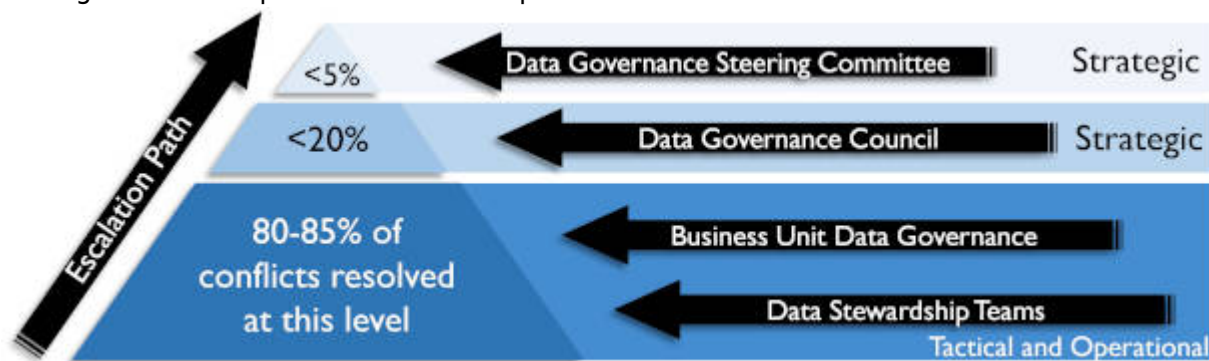 <5%
Data Governance Steering Committee
Strategic
<20%
Data Governance Council
Strategic
Escalation Path
80-85% of
conflicts resolved
at this level
Business Unit Data Governance
Data Stewardship Teams
Tactical and Operational